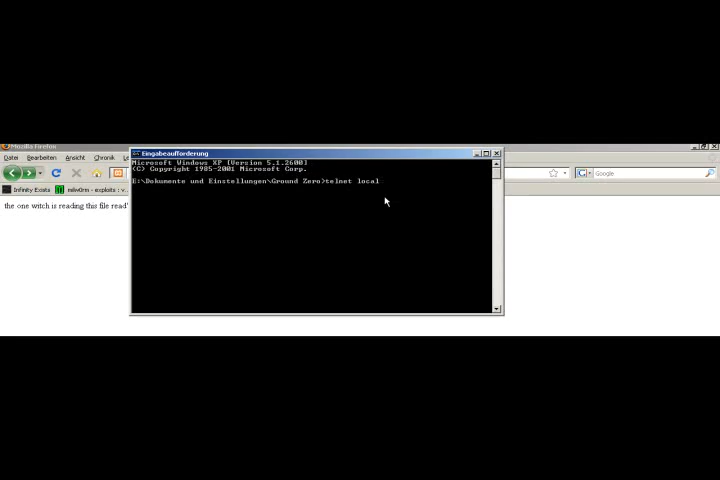 Mozilla Firefox
Datei Bearbeiten Ansicht Chronik
Google
Infinity Exists milw0rm - exploits : v...
the one witch is reading this file read'
Eingabeaufforderung
Microsoft Windows XP [Version 5.1.2600]
(C) Copyright 1985-2001 Microsoft Corp.
E:\Dokumente und Einstellungen\Ground Zero>telnet local